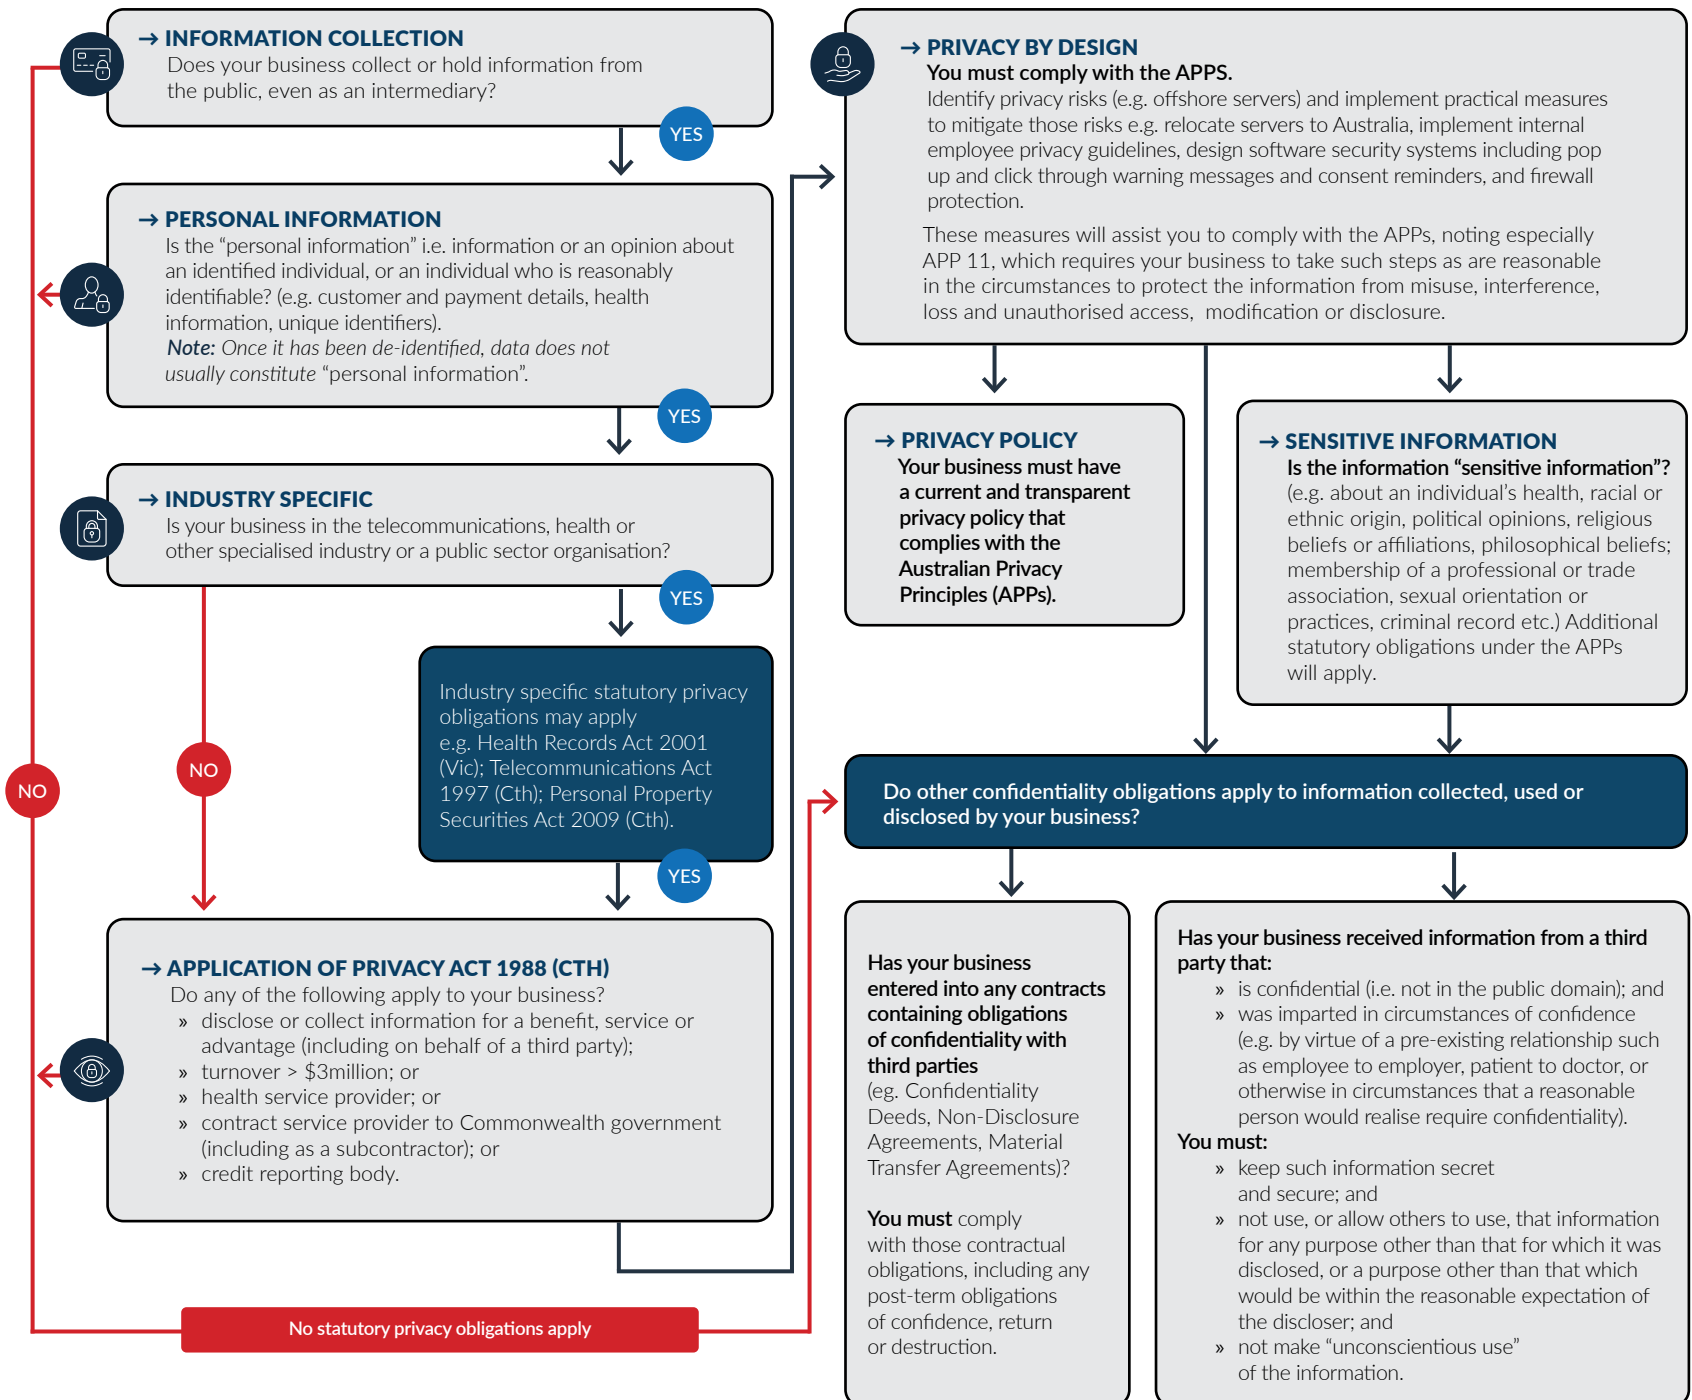 → INFORMATION COLLECTION
Does your business collect or hold information from
the public, even as an intermediary?
YES
→ PERSONAL INFORMATION
Is the “personal information” i.e. information or an opinion about
an identified individual, or an individual who is reasonably
identifiable? (e.g. customer and payment details, health
information, unique identifiers).
Note: Once it has been de-identified, data does not
usually constitute “personal information”.
YES
→ INDUSTRY SPECIFIC
Is your business in the telecommunications, health or
other specialised industry or a public sector organisation?
YES
NO
NO
Industry specific statutory privacy
obligations may apply
e.g. Health Records Act 2001
(Vic); Telecommunications Act
1997 (Cth); Personal Property
Securities Act 2009 (Cth).
YES
→ APPLICATION OF PRIVACY ACT 1988 (CTH)
Do any of the following apply to your business?
» disclose or collect information for a benefit, service or
advantage (including on behalf of a third party);
» turnover > $3million; or
» health service provider; or
» contract service provider to Commonwealth government
(including as a subcontractor); or
» credit reporting body.
No statutory privacy obligations apply
→ PRIVACY BY DESIGN
You must comply with the APPS.
Identify privacy risks (e.g. offshore servers) and implement practical measures
to mitigate those risks e.g. relocate servers to Australia, implement internal
employee privacy guidelines, design software security systems including pop
up and click through warning messages and consent reminders, and firewall
protection.
These measures will assist you to comply with the APPs, noting especially
APP 11, which requires your business to take such steps as are reasonable
in the circumstances to protect the information from misuse, interference,
loss and unauthorised access, modification or disclosure.
→ PRIVACY POLICY
Your business must have
a current and transparent
privacy policy that
complies with the
Australian Privacy
Principles (APPs).
→ SENSITIVE INFORMATION
Is the information “sensitive information”?
(e.g. about an individual’s health, racial or
ethnic origin, political opinions, religious
beliefs or affiliations, philosophical beliefs;
membership of a professional or trade
association, sexual orientation or
practices, criminal record etc.) Additional
statutory obligations under the APPs
will apply.
Do other confidentiality obligations apply to information collected, used or
disclosed by your business?
Has your business
entered into any contracts
containing obligations
of confidentiality with
third parties
(eg. Confidentiality
Deeds, Non-Disclosure
Agreements, Material
Transfer Agreements)?
You must comply
with those contractual
obligations, including any
post-term obligations
of confidence, return
or destruction.
Has your business received information from a third
party that:
» is confidential (i.e. not in the public domain); and
» was imparted in circumstances of confidence
(e.g. by virtue of a pre-existing relationship such
as employee to employer, patient to doctor, or
otherwise in circumstances that a reasonable
person would realise require confidentiality).
You must:
» keep such information secret
and secure; and
» not use, or allow others to use, that information
for any purpose other than that for which it was
disclosed, or a purpose other than that which
would be within the reasonable expectation of
the discloser; and
» not make “unconscientious use”
of the information.